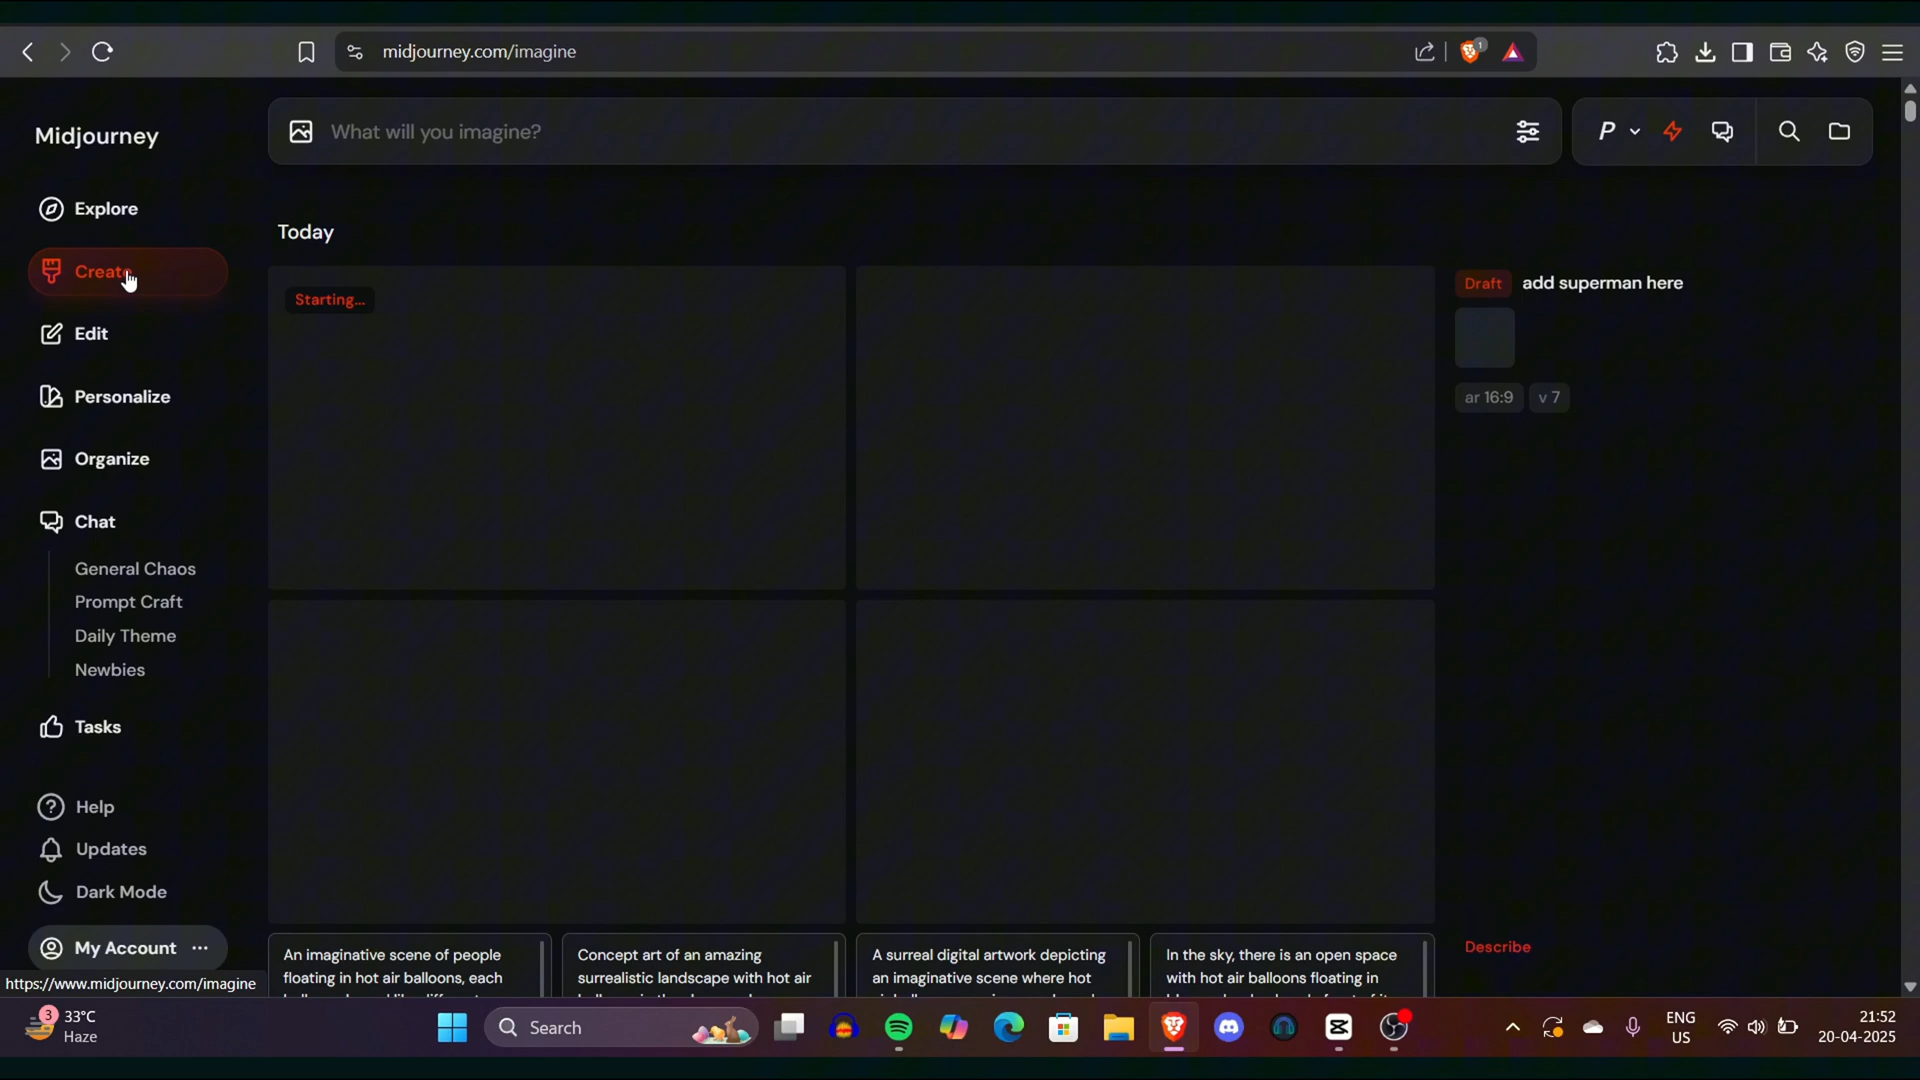 midjourney.com/imagine
1
Midjourney
What will you imagine?
P
Explore
Create
Edit
Personalize
Organize
Chat
General Chaos
Prompt Craft
Daily Theme
Newbies
Tasks
Help
Updates
Dark Mode
My Account
https://www.midjourney.com/imagine
Today
Starting...
Draft add superman here
ar 16:9 v 7
An imaginative scene of people
floating in hot air balloons, each
Concept art of an amazing
surrealistic landscape with hot air
A surreal digital artwork depicting
an imaginative scene where hot
In the sky, there is an open space
with hot air balloons floating in
Describe
3
33°C
Haze
Search
ENG
US
21:52
20-04-2025